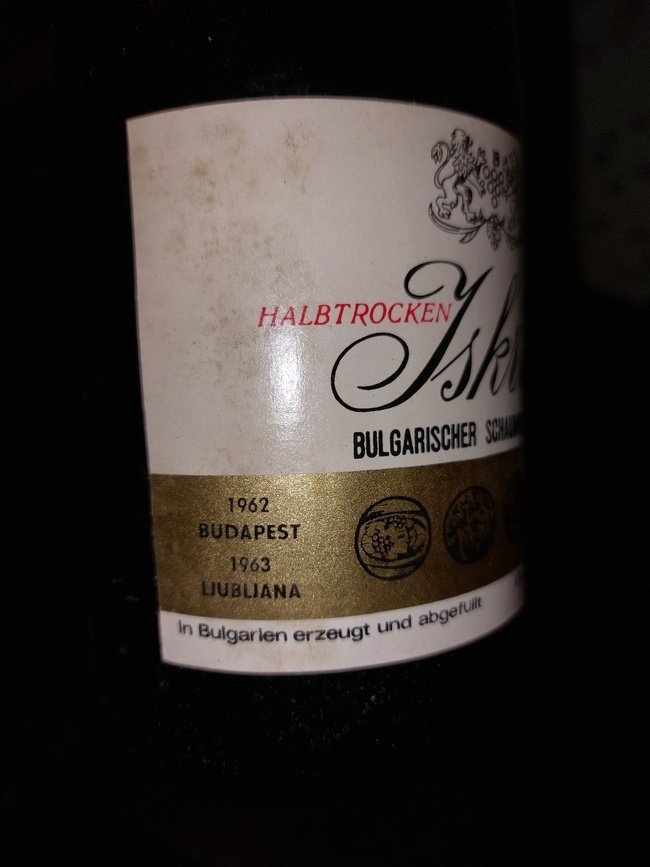 HALBTROCKEN
BULGARISCHER
1962
BUDAPEST
1963
LJUBLJANA
In Bulgarien erzeugt und abgefüllt